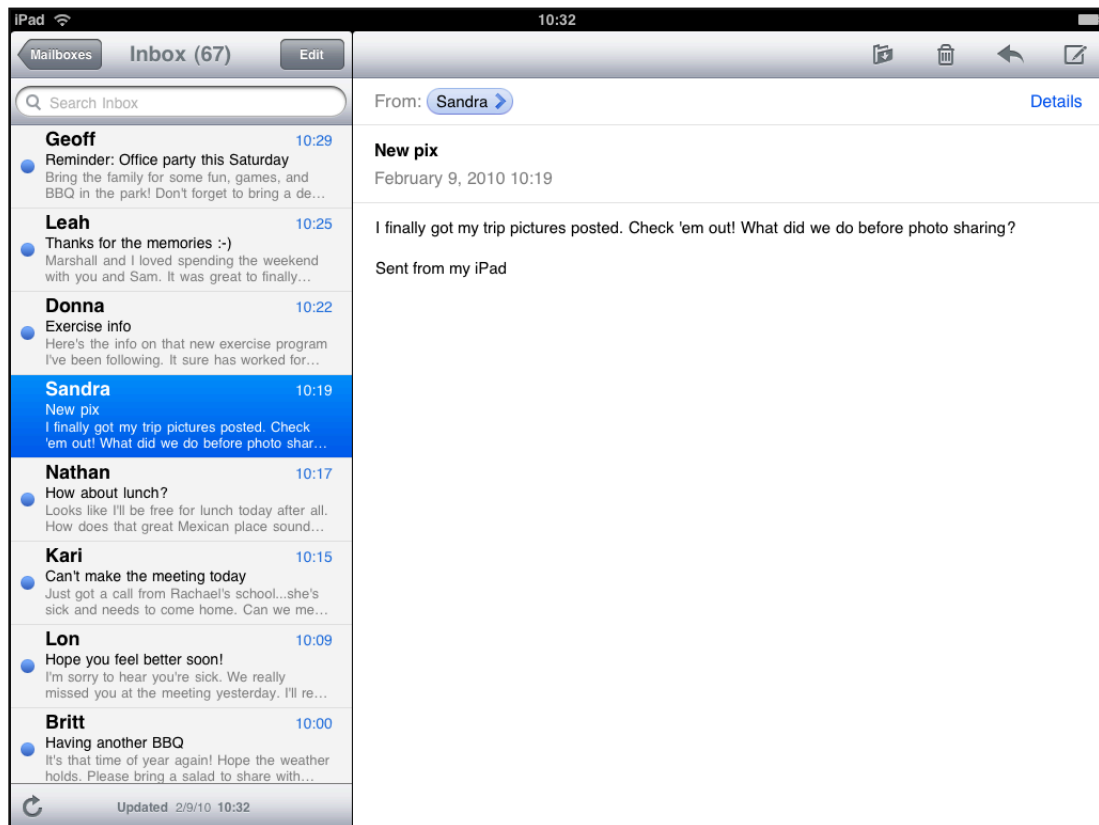 iPad 10:32
Mailboxes Inbox (67) Edit
Search Inbox
Geoff 10:29
Reminder: Office party this Saturday
Bring the family for some fun, games, and
BBQ in the park! Don't forget to bring a de...
Leah 10:25
Thanks for the memories :-)
Marshall and I loved spending the weekend
with you and Sam. It was great to finally...
Donna 10:22
Exercise info
Here's the info on that new exercise program
I've been following. It sure has worked for...
Sandra 10:19
New pix
I finally got my trip pictures posted. Check
'em out! What did we do before photo shar...
Nathan 10:17
How about lunch?
Looks like I'll be free for lunch today after all.
How does that great Mexican place sound...
Kari 10:15
Can't make the meeting today
Just got a call from Rachael's school...she's
sick and needs to come home. Can we me...
Lon 10:09
Hope you feel better soon!
I'm sorry to hear you're sick. We really
missed you at the meeting yesterday. I'll re...
Britt 10:00
Having another BBQ
It's that time of year again! Hope the weather
holds. Please bring a salad to share with...
Updated 2/9/10 10:32
From: Sandra Details
New pix
February 9, 2010 10:19
I finally got my trip pictures posted. Check 'em out! What did we do before photo sharing?
Sent from my iPad